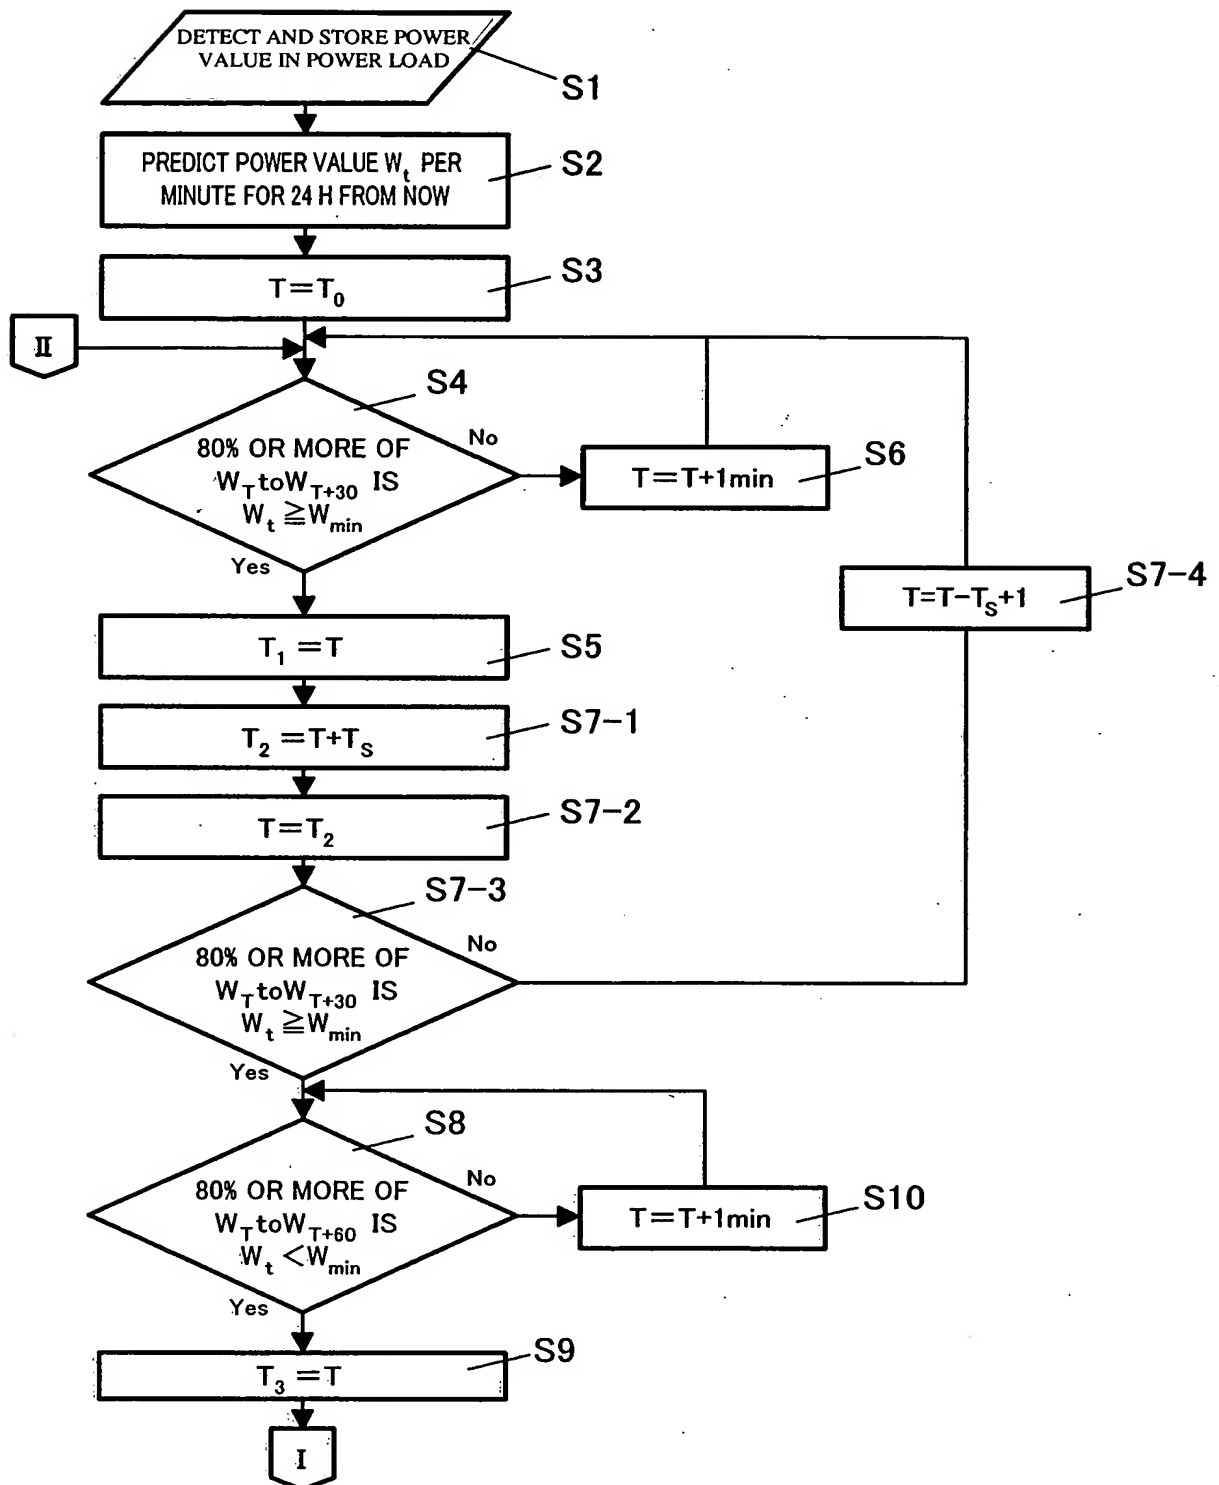 DETECT AND STORE POWER
VALUE IN POWER LOAD
S1
PREDICT POWER VALUE Wt PER
MINUTE FOR 24 H FROM NOW
S2
T=T0
S3
II
S4
80% OR MORE OF
WT to WT+30 IS
Wt ≧Wmin
No
Yes
T=T+1min
S6
T=T-TS+1
S7-4
T1 =T
S5
T2 =T+TS
S7-1
T=T2
S7-2
S7-3
80% OR MORE OF
WT to WT+30 IS
Wt ≧Wmin
No
Yes
S8
80% OR MORE OF
WT to WT+60 IS
Wt <Wmin
No
Yes
T=T+1min
S10
T3 =T
S9
I